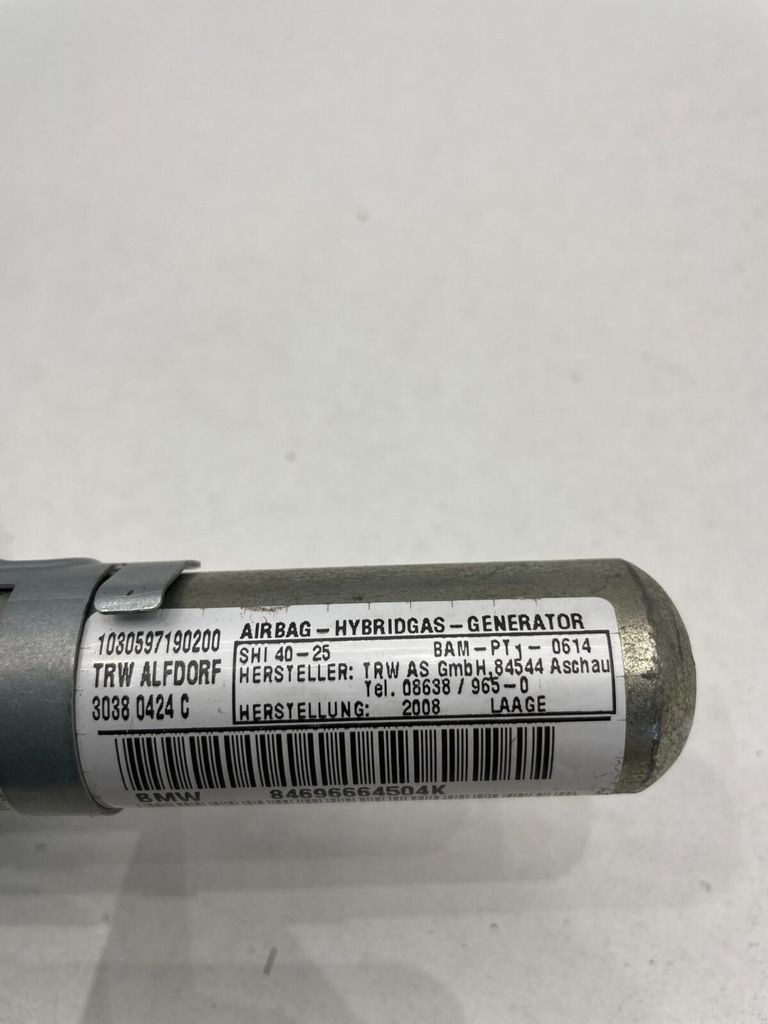 1030597190200
TRW ALFDORF
3038 0424 C
AIRBAG-HYBRIDGAS-GENERATOR
SHI 40-25 BAM-PT1-0614
HERSTELLER: TRW AS GmbH,84544 Aschau
Tel. 08638 / 965-0
HERSTELLUNG: 2008 LAAGE
BMW 84696664504K